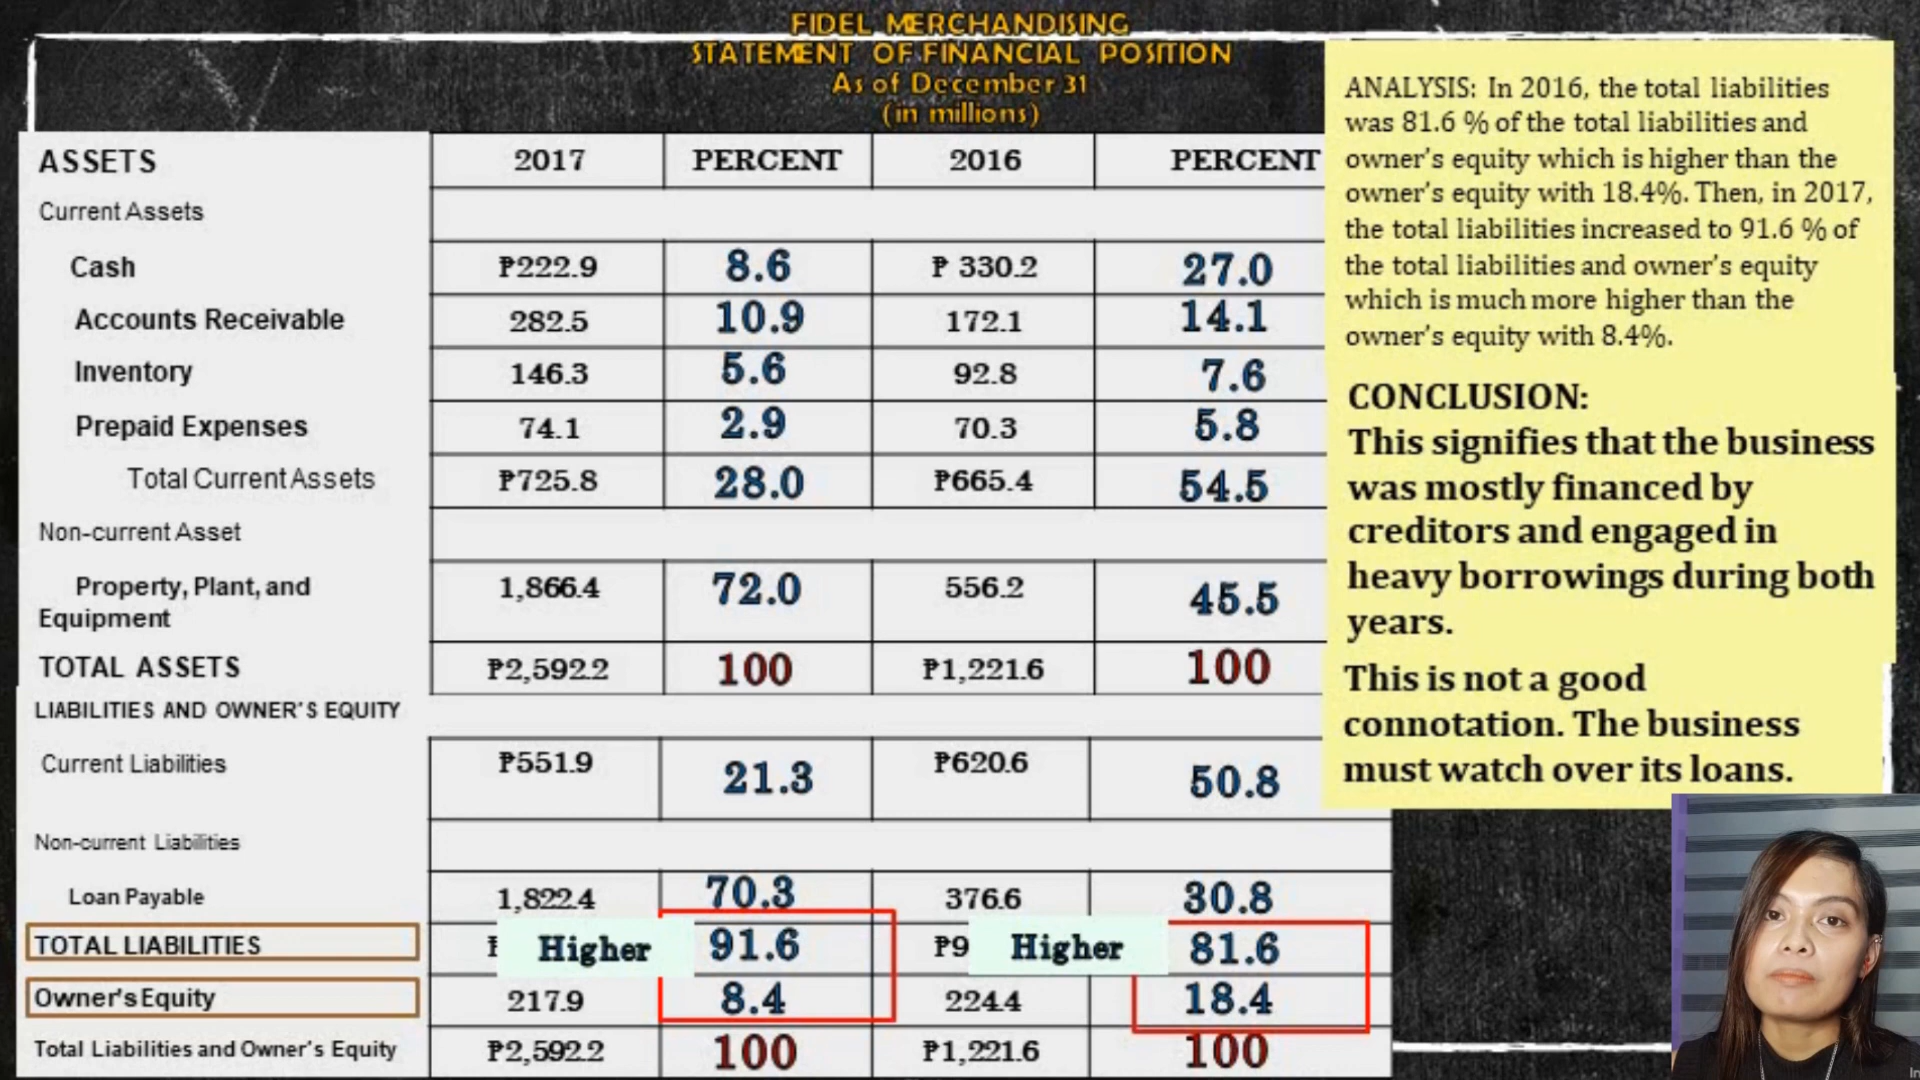 FIDEL MERCHANDISING
STATEMENT OF FINANCIAL POSITION
As of December 31
(in millions)
ASSETS 2017 PERCENT 2016 PERCENT
Current Assets
Cash ₱222.9 8.6 ₱ 330.2 27.0
Accounts Receivable 282.5 10.9 172.1 14.1
Inventory 146.3 5.6 92.8 7.6
Prepaid Expenses 74.1 2.9 70.3 5.8
Total Current Assets ₱725.8 28.0 ₱665.4 54.5
Non-current Asset
Property, Plant, and
Equipment 1,866.4 72.0 556.2 45.5
TOTAL ASSETS ₱2,592.2 100 ₱1,221.6 100
LIABILITIES AND OWNER'S EQUITY
Current Liabilities ₱551.9 21.3 ₱620.6 50.8
Non-current Liabilities
Loan Payable 1,822.4 70.3 376.6 30.8
TOTAL LIABILITIES Higher 91.6 ₱9 Higher 81.6
Owner's Equity 217.9 8.4 224.4 18.4
Total Liabilities and Owner's Equity ₱2,592.2 100 ₱1,221.6 100
ANALYSIS: In 2016, the total liabilities
was 81.6 % of the total liabilities and
owner's equity which is higher than the
owner's equity with 18.4%. Then, in 2017,
the total liabilities increased to 91.6 % of
the total liabilities and owner's equity
which is much more higher than the
owner's equity with 8.4%.
CONCLUSION:
This signifies that the business
was mostly financed by
creditors and engaged in
heavy borrowings during both
years.
This is not a good
connotation. The business
must watch over its loans.